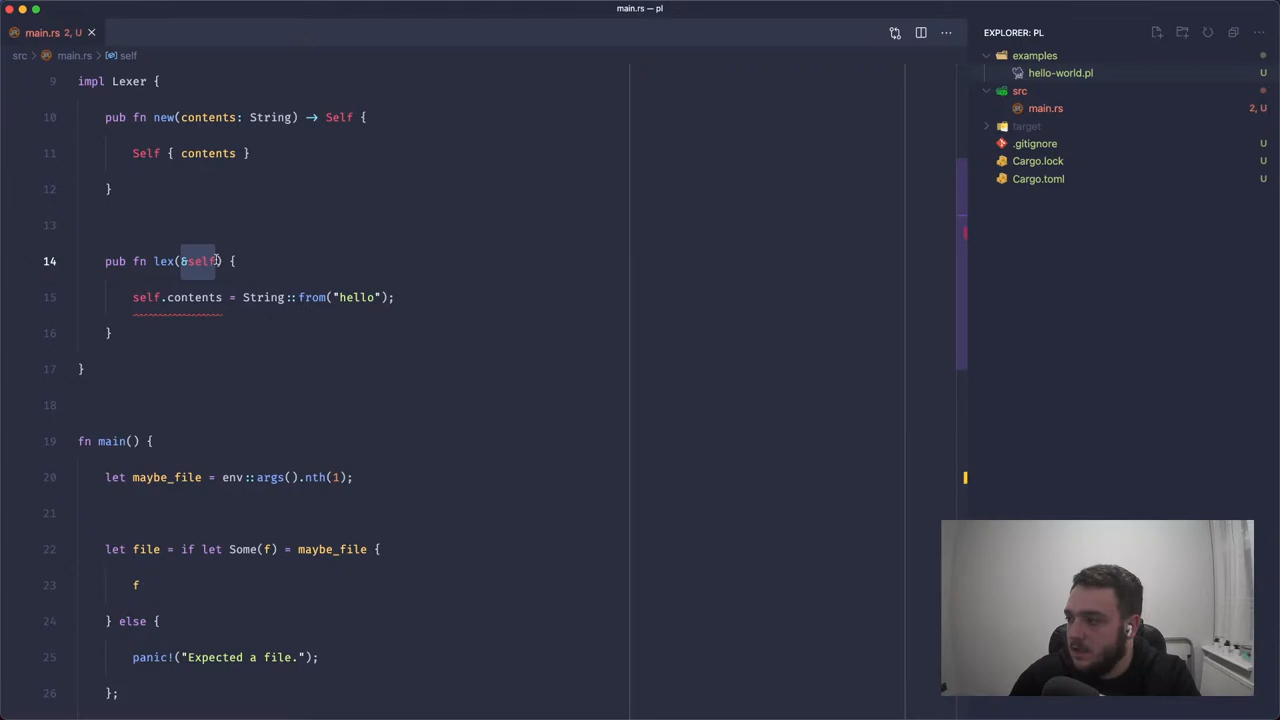 main.rs — pl
main.rs 2, U
EXPLORER: PL
src > main.rs > self
examples
hello-world.pl U
src
main.rs 2, U
target
.gitignore U
Cargo.lock U
Cargo.toml U
9 impl Lexer {
10 pub fn new(contents: String) → Self {
11 Self { contents }
12 }
13
14 pub fn lex(&self) {
15 self.contents = String::from("hello");
16 }
17 }
18
19 fn main() {
20 let maybe_file = env::args().nth(1);
21
22 let file = if let Some(f) = maybe_file {
23 f
24 } else {
25 panic!("Expected a file.");
26 };